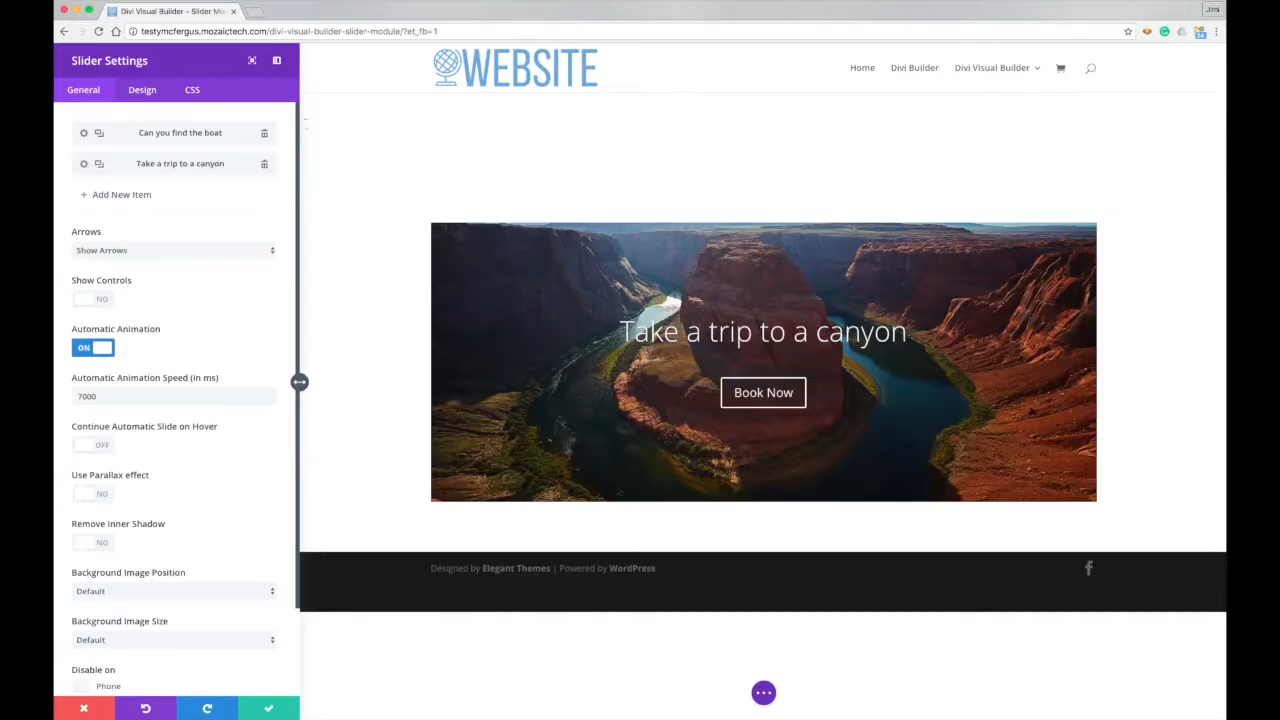 Divi Visual Builder – Slider Mo
Jimi
testymcfergus.mozaictech.com/divi-visual-builder-slider-module/?et_fb=1
Slider Settings
General Design CSS
Can you find the boat
Take a trip to a canyon
+ Add New Item
Arrows
Show Arrows
Show Controls
NO
Automatic Animation
ON
Automatic Animation Speed (in ms)
7000
Continue Automatic Slide on Hover
OFF
Use Parallax effect
NO
Remove Inner Shadow
NO
Background Image Position
Default
Background Image Size
Default
Disable on
Phone
WEBSITE
Home Divi Builder Divi Visual Builder
Take a trip to a canyon
Book Now
Designed by Elegant Themes | Powered by WordPress